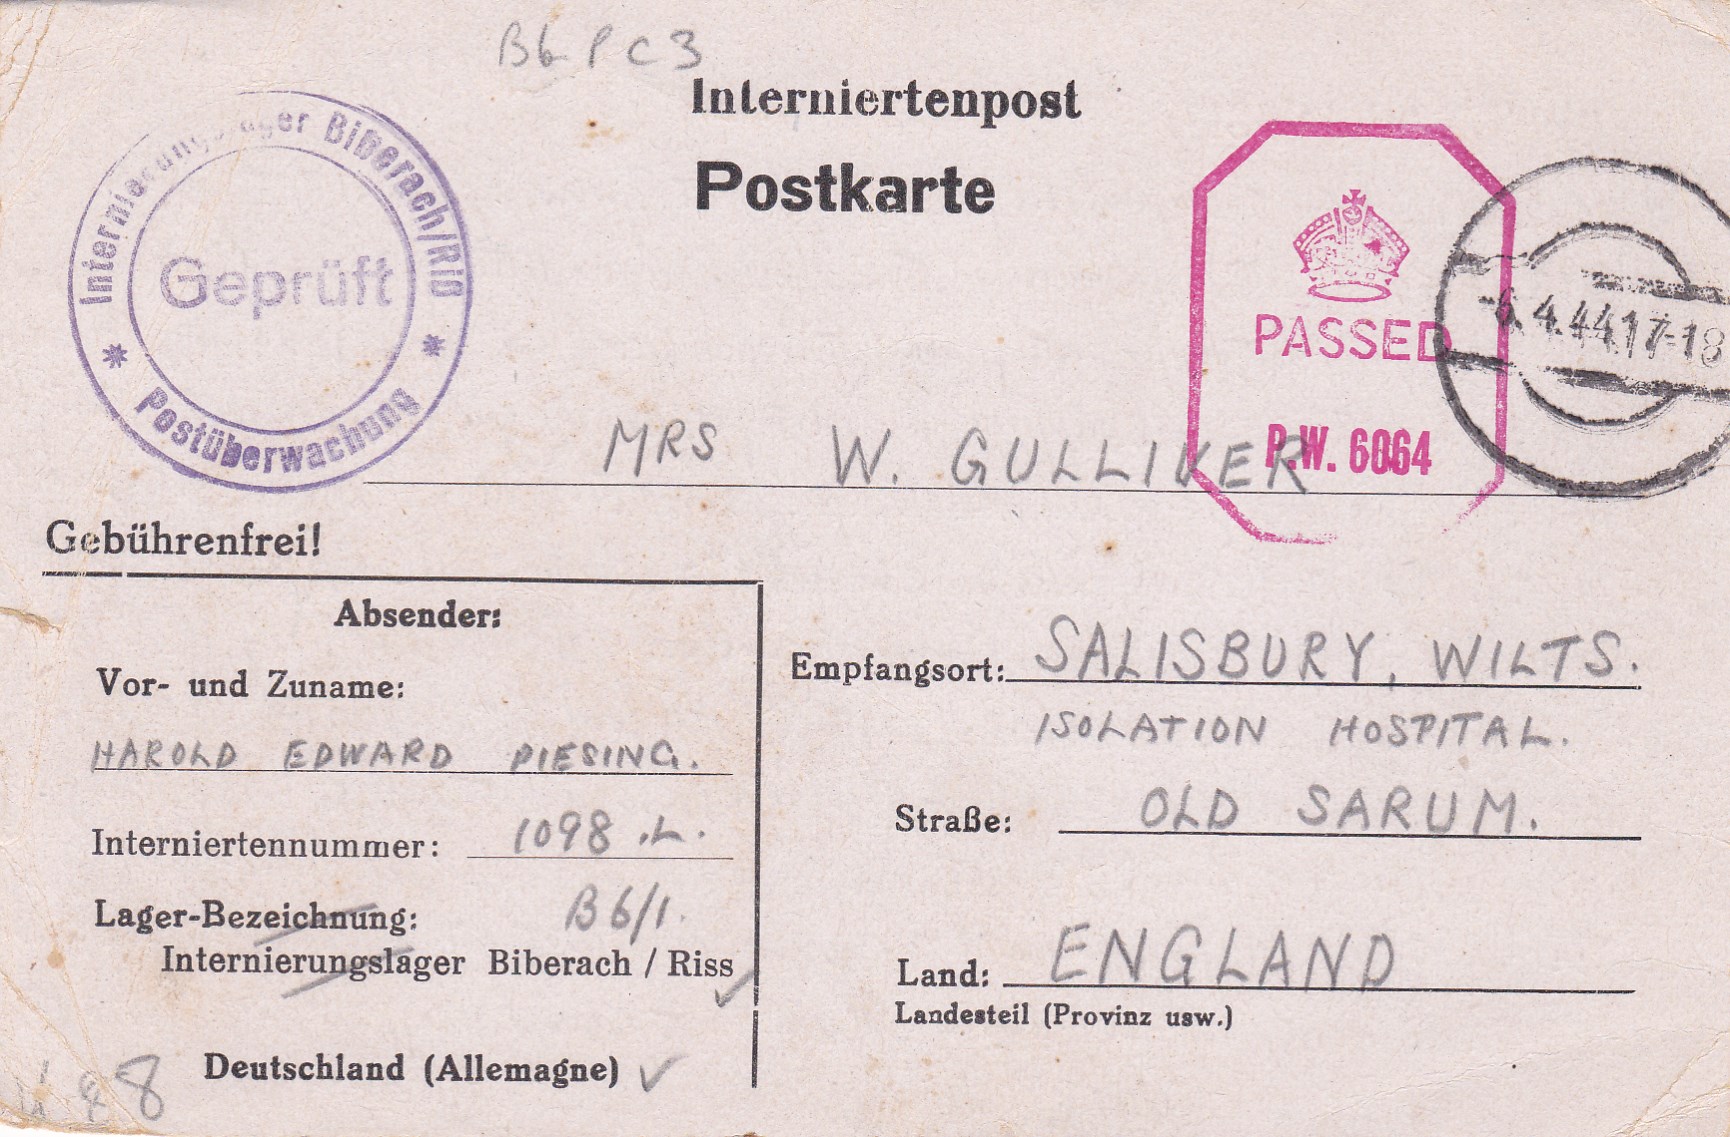 Bb PC3
Interniertenpost
Postkarte
Internierungslager Biberach/Riß
Geprüft
* Postüberwachung *
PASSED
P.W. 6064
6.4.44.17-18
MRS W. GULLIVER
Gebührenfrei!
Absender:
Vor- und Zuname:
HAROLD EDWARD PIESING.
Interniertennummer: 1098.L.
Lager-Bezeichnung: B6/1.
Internierungslager Biberach / Riss
Deutschland (Allemagne)
Empfangsort: SALISBURY, WILTS.
ISOLATION HOSPITAL.
Straße: OLD SARUM.
Land: ENGLAND
Landesteil (Provinz usw.)